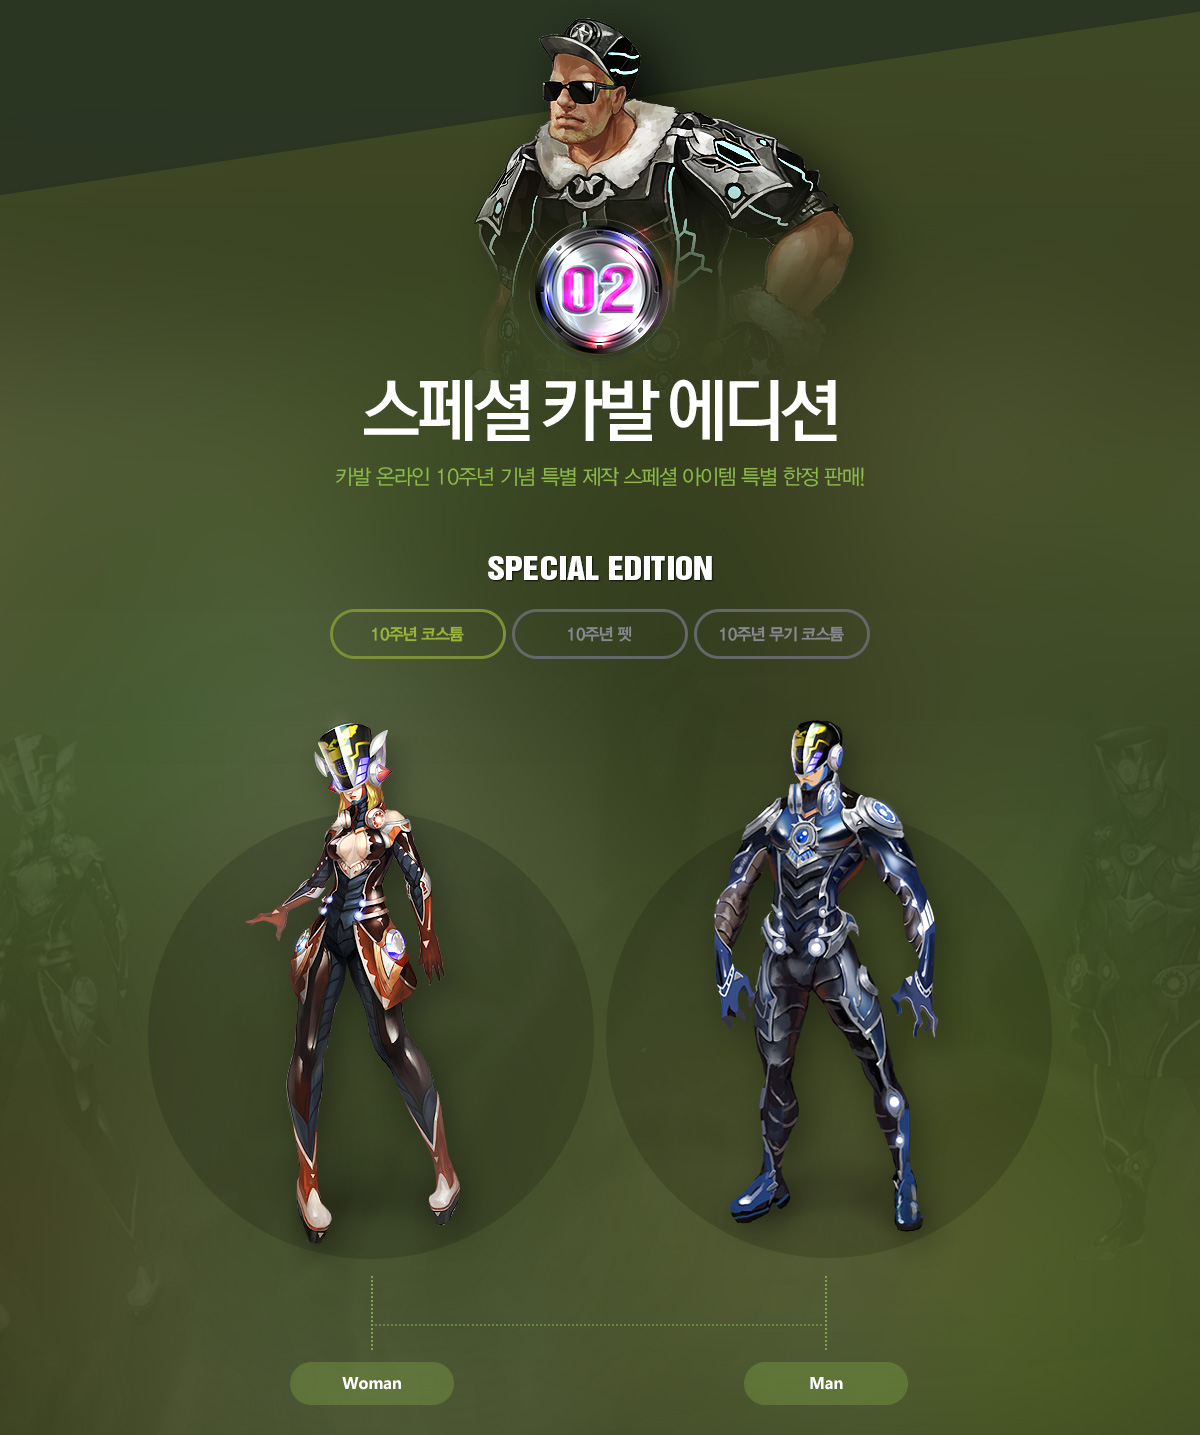 02
스페셜 카발 에디션
카발 온라인 10주년 기념 특별 제작 스페셜 아이템 특별 한정 판매!
SPECIAL EDITION
10주년 코스튬
10주년 펫
10주년 무기 코스튬
Woman
Man